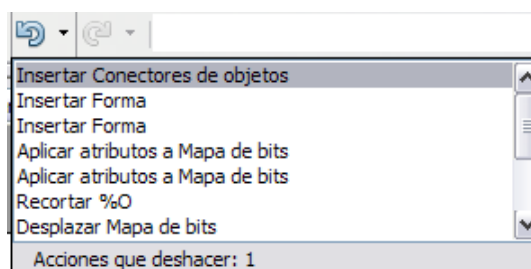 Insertar Conectores de objetos
Insertar Forma
Insertar Forma
Aplicar atributos a Mapa de bits
Aplicar atributos a Mapa de bits
Recortar %O
Desplazar Mapa de bits
Acciones que deshacer: 1